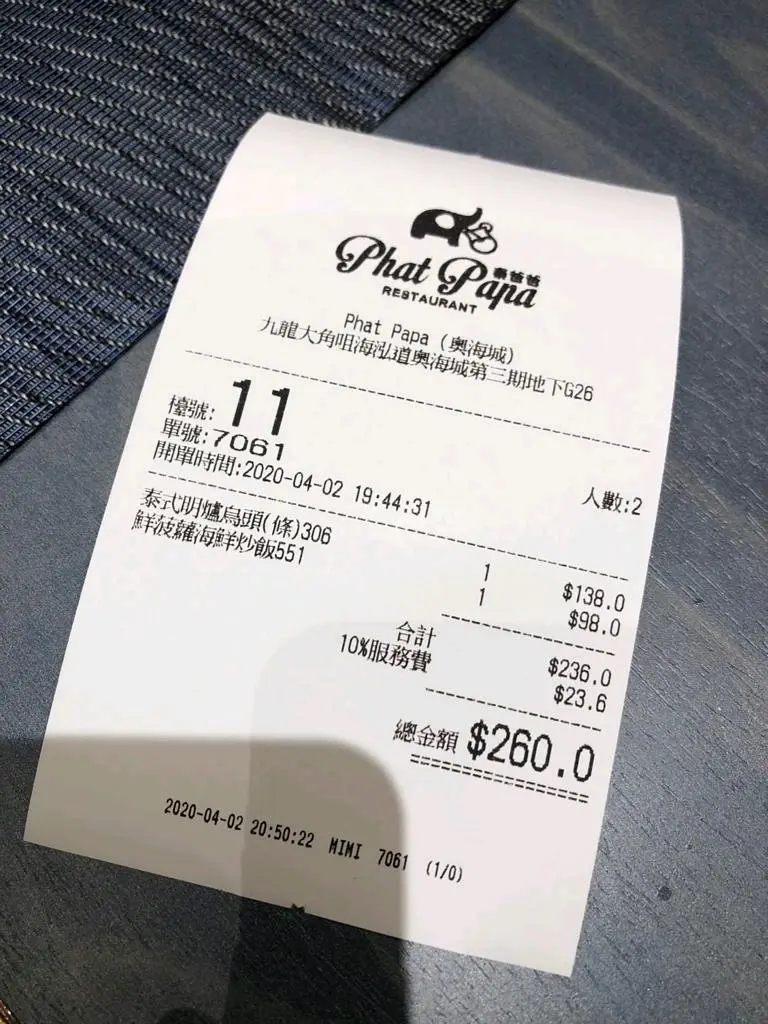 Phat Papa 泰爸爸
RESTAURANT
Phat Papa (奧海城)
九龍大角咀海泓道奧海城第三期地下G26
檯號: 11
單號:7061
開單時間:2020-04-02 19:44:31 人數:2
泰式明爐烏頭(條)306 1 $138.0
鮮菠蘿海鮮炒飯551 1 $98.0
合計 $236.0
10%服務費 $23.6
總金額 $260.0
2020-04-02 20:50:22 MIMI 7061 (1/0)